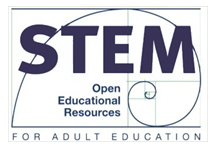 STEM
Open
Educational
Resources
FOR ADULT EDUCATION